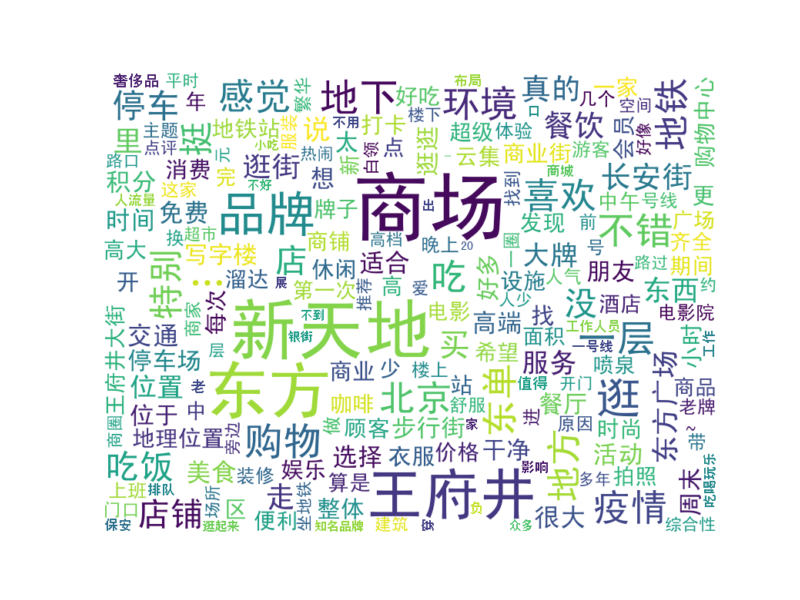 奢侈品
平时
停车
年
感觉
繁华
地下
不用
楼下
好吃
布局
环境
真的
一家
几个
空间
地铁
购物中心
里
主题
点评
挺
地铁站
服装
说
太
打卡
口
超级
体验
餐饮
会员
好像
小虎
路口
积分
消费
元
逛街
热闹
新
白领
点
逛逛
云集
商业街
游客
人流量
这家
完
想
商场
找到
商城
喜欢
长安街
更
时间
免费
品牌
牌子
发现
前
中午
号线
不错
广场
高大
换
超市
写字楼
店
商铺
高档
晚上
20
一
圈
大牌
号
齐全
期间
开
特别
…
溜达
展
休闲
适合
吃
好多
设施
人气
朋友
路过
约
商家
每次
第一次
推荐
高
爱
人少
没
酒店
东西
电影院
王府井大街
交通
新天地
不到
电影
买
高端
找
工作人员
一层
小时
工作
停车场
层
银街
希望
面积
一号线
位置
老
东方
商业
少
楼上
站
服务
喷泉
商圈
位于
中
咖啡
北京
舒服
东单
值得
开门
逛
东方广场
商品
老牌
地理位置
旁边
购物
做
顾客
步行街
家
进
餐厅
原因
时尚
带
~
吃饭
美食
装修
娱乐
选择
衣服
价格
干净
影响
地方
活动
多年
拍照
周末
吃喝玩乐
上班
排队
场所
走
算是
王府井
疫情
门口
店铺
区
坐地铁
整体
负
很大
综合性
保安
逛起来
便利
知名品牌
建筑
众多